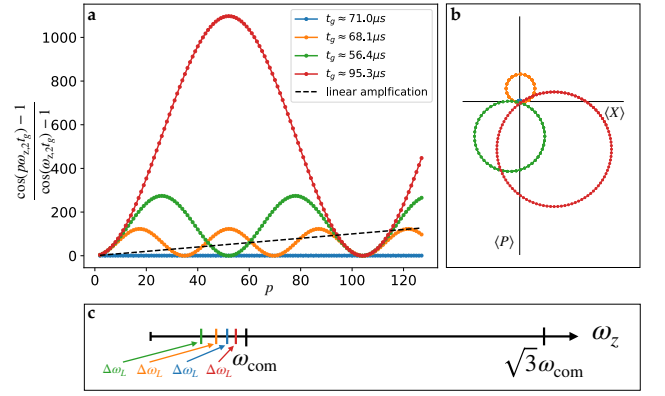 a
b
1000
800
600
400
200
0
cos(pω_{z,2}t_g) − 1
cos(ω_{z,2}t_g) − 1
t_g ≈ 71.0μs
t_g ≈ 68.1μs
t_g ≈ 56.4μs
t_g ≈ 95.3μs
linear amplfication
20 40 60 80 100 120
p
⟨X⟩
⟨P⟩
c
Δω_L Δω_L Δω_L Δω_L
ω_com
√3ω_com
ω_z